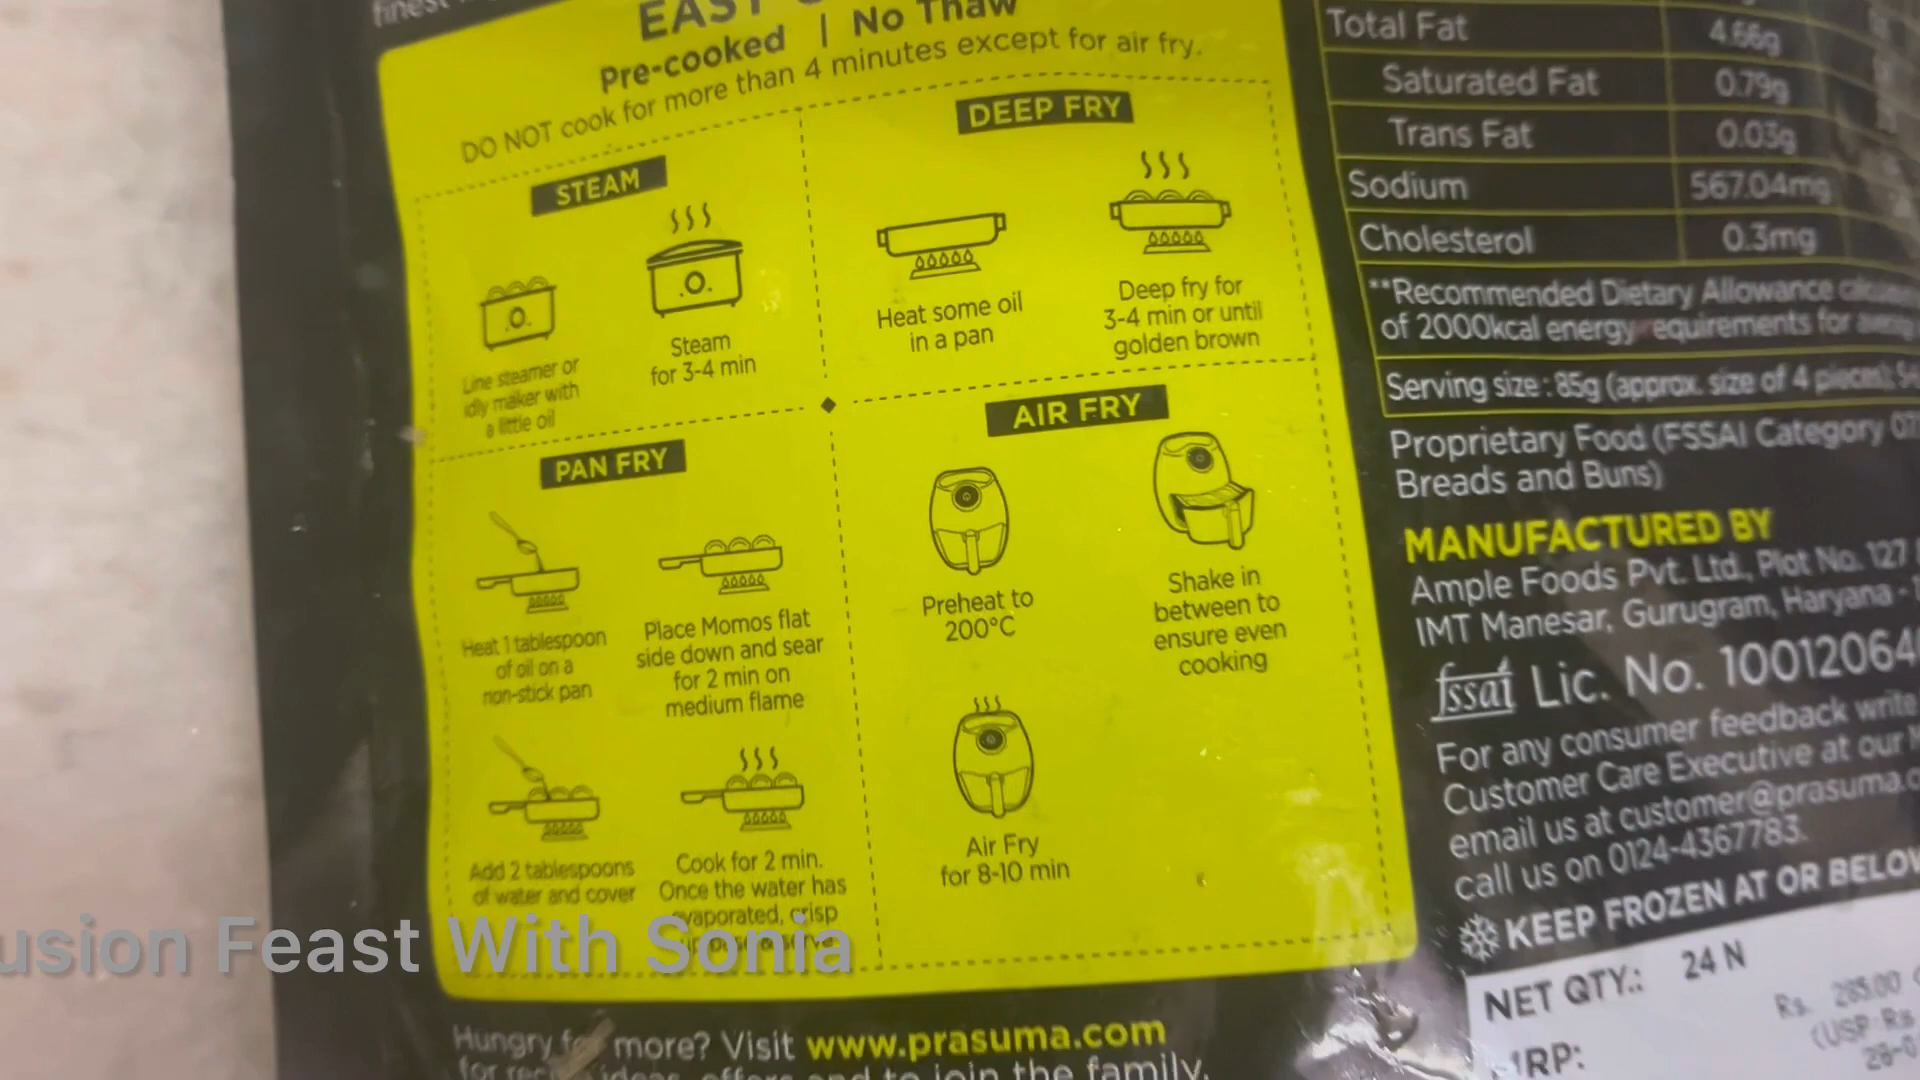 finest
EASY
Pre-cooked | No Thaw
DO NOT cook for more than 4 minutes except for air fry.
STEAM
Line steamer or
idly maker with
a little oil
Steam
for 3-4 min
DEEP FRY
Heat some oil
in a pan
Deep fry for
3-4 min or until
golden brown
PAN FRY
Heat 1 tablespoon
of oil on a
non-stick pan
Place Momos flat
side down and sear
for 2 min on
medium flame
Add 2 tablespoons
of water and cover
Cook for 2 min.
Once the water has
evaporated, crisp
AIR FRY
Preheat to
200°C
Shake in
between to
ensure even
cooking
Air Fry
for 8-10 min
Hungry for more? Visit www.prasuma.com
and to join the family.
Total Fat 4.66g
Saturated Fat 0.79g
Trans Fat 0.03g
Sodium 567.04mg
Cholesterol 0.3mg
**Recommended Dietary Allowance
of 2000kcal energy requirements for
Serving size : 85g (approx. size of 4 pieces);
Proprietary Food (FSSAI Category 07
Breads and Buns)
MANUFACTURED BY
Ample Foods Pvt. Ltd., Plot No. 127
IMT Manesar, Gurugram, Haryana -
fssai Lic. No. 10012064
For any consumer feedback write
Customer Care Executive at our
email us at customer@prasuma.c
call us on 0124-4367783.
KEEP FROZEN AT OR BELOW
NET QTY.: 24 N
MRP: Rs. 285.00
(USP Rs
usion Feast With Sonia